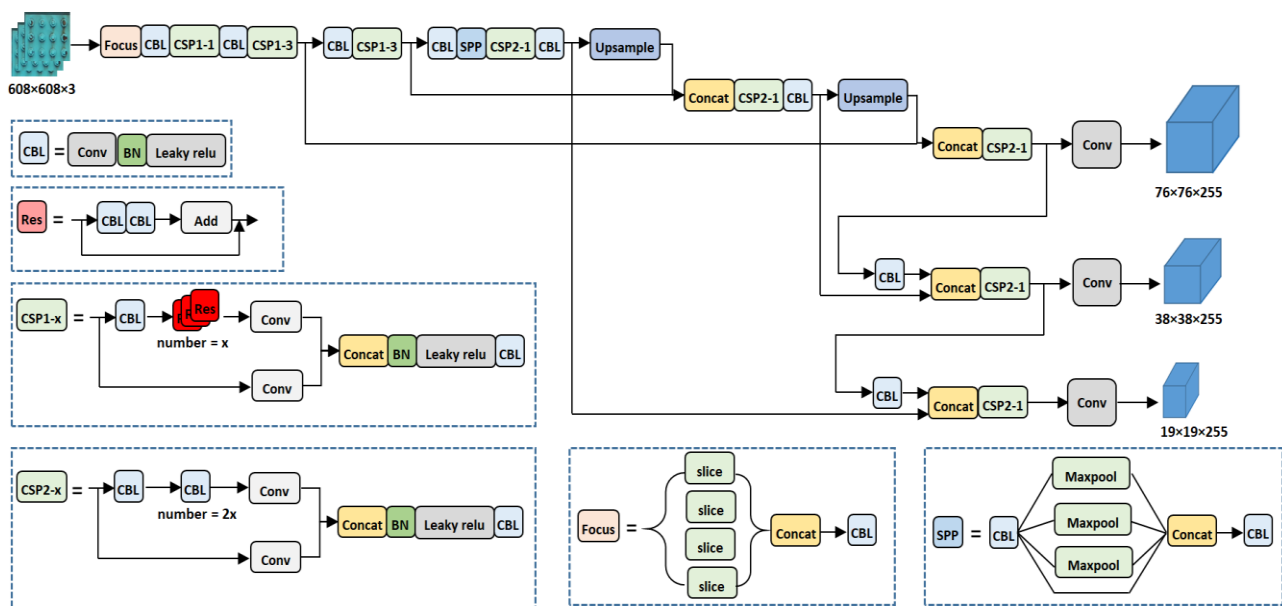 Focus CBL CSP1-1 CBL CSP1-3 CBL CSP1-3 CBL SPP CSP2-1 CBL Upsample
608×608×3
Concat CSP2-1 CBL Upsample
Concat CSP2-1 Conv
76×76×255
CBL = Conv BN Leaky relu
Res = CBL CBL Add
CBL Concat CSP2-1 Conv
38×38×255
CSP1-x = CBL Res Conv
number = x
Concat BN Leaky relu CBL
Conv
CBL Concat CSP2-1 Conv
19×19×255
CSP2-x = CBL CBL Conv
number = 2x
Concat BN Leaky relu CBL
Conv
Focus = slice
slice
slice
slice
Concat CBL
SPP = CBL Maxpool
Maxpool
Maxpool
Concat CBL